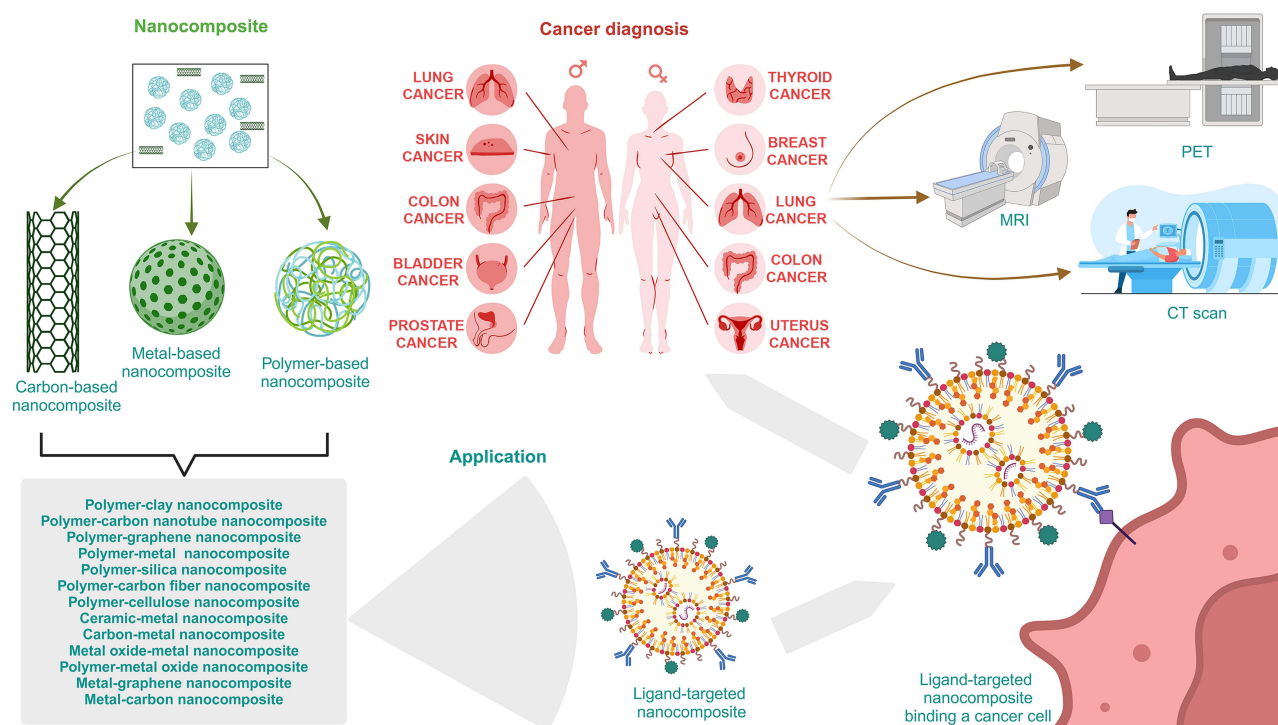 Nanocomposite
Carbon-based
nanocomposite
Metal-based
nanocomposite
Polymer-based
nanocomposite
Polymer-clay nanocomposite
Polymer-carbon nanotube nanocomposite
Polymer-graphene nanocomposite
Polymer-metal nanocomposite
Polymer-silica nanocomposite
Polymer-carbon fiber nanocomposite
Polymer-cellulose nanocomposite
Ceramic-metal nanocomposite
Carbon-metal nanocomposite
Metal oxide-metal nanocomposite
Polymer-metal oxide nanocomposite
Metal-graphene nanocomposite
Metal-carbon nanocomposite
Cancer diagnosis
LUNG
CANCER
SKIN
CANCER
COLON
CANCER
BLADDER
CANCER
PROSTATE
CANCER
THYROID
CANCER
BREAST
CANCER
LUNG
CANCER
COLON
CANCER
UTERUS
CANCER
PET
MRI
CT scan
Application
Ligand-targeted
nanocomposite
Ligand-targeted
nanocomposite
binding a cancer cell